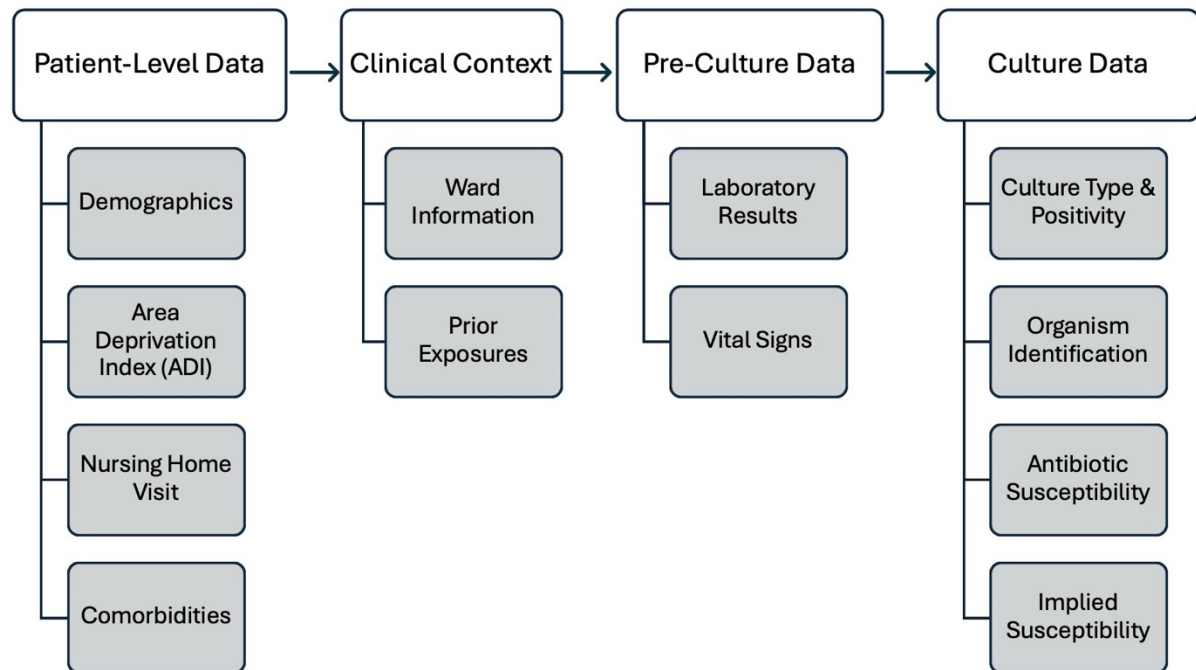 Patient-Level Data
Clinical Context
Pre-Culture Data
Culture Data
Demographics
Area
Deprivation
Index (ADI)
Nursing Home
Visit
Comorbidities
Ward
Information
Prior
Exposures
Laboratory
Results
Vital Signs
Culture Type &
Positivity
Organism
Identification
Antibiotic
Susceptibility
Implied
Susceptibility